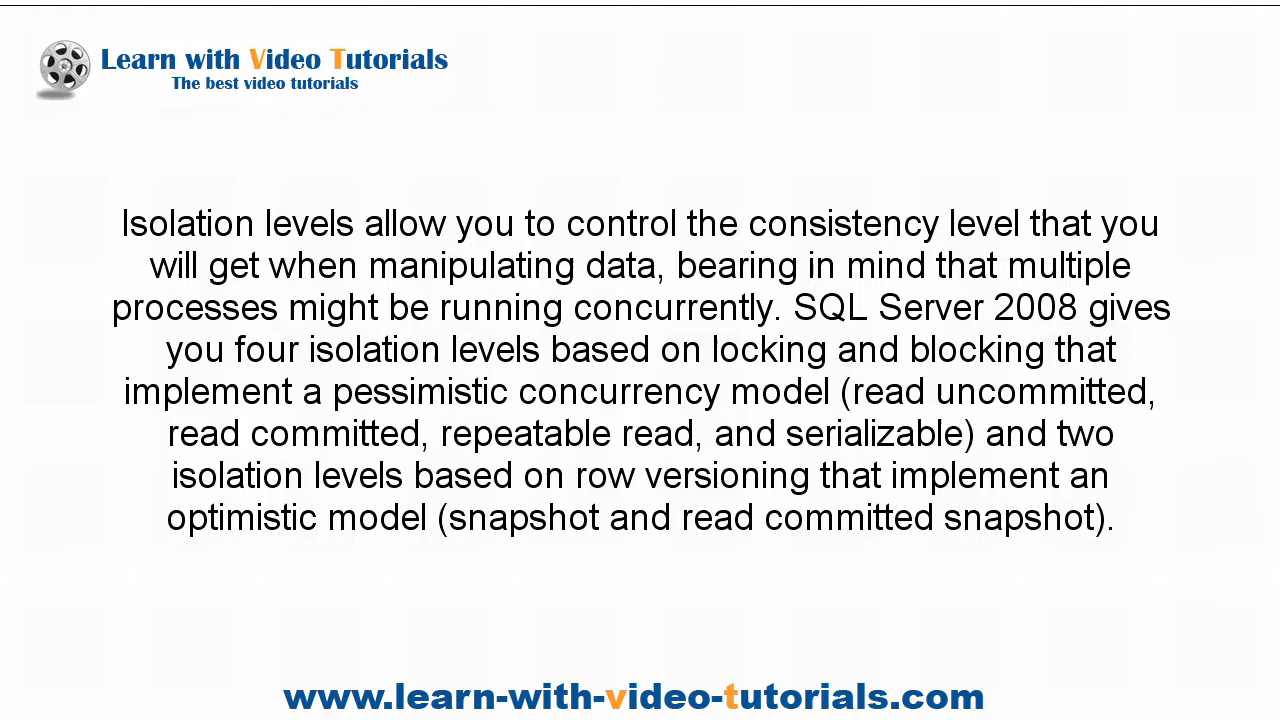 Learn with Video Tutorials
The best video tutorials
Isolation levels allow you to control the consistency level that you
will get when manipulating data, bearing in mind that multiple
processes might be running concurrently. SQL Server 2008 gives
you four isolation levels based on locking and blocking that
implement a pessimistic concurrency model (read uncommitted,
read committed, repeatable read, and serializable) and two
isolation levels based on row versioning that implement an
optimistic model (snapshot and read committed snapshot).
www.learn-with-video-tutorials.com